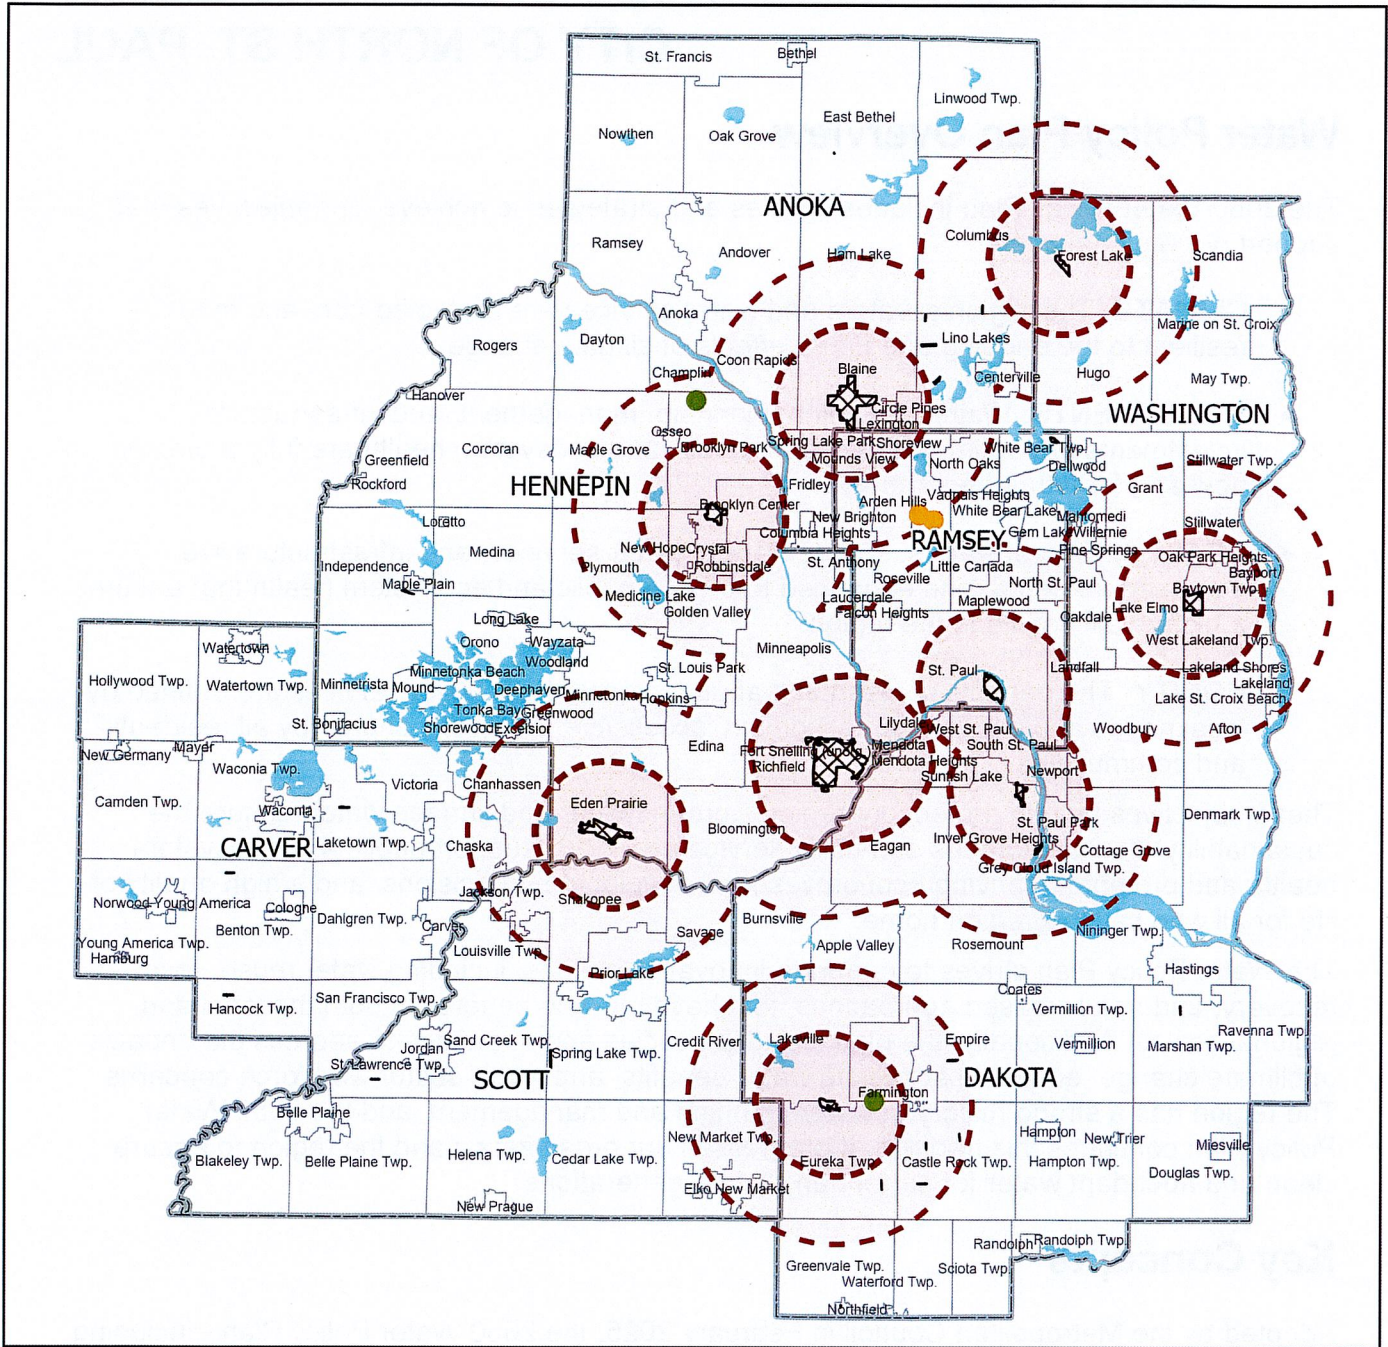 St. Francis
Bethel
Linwood Twp.
East Bethel
Nowthen
Oak Grove
ANOKA
Columbus
Ramsey
Andover
Ham Lake
Forest Lake
Scandia
Anoka
Marine on St. Croix
Rogers
Dayton
Lino Lakes
Coon Rapids
Champlin
Blaine
Centerville
Hugo
May Twp.
Hanover
Circle Pines
WASHINGTON
Lexington
Osseo
Corcoran
Maple Grove
Brooklyn Park
Spring Lake Park
Shoreview
White Bear Twp.
Greenfield
Mounds View
North Oaks
Dellwood
Stillwater Twp.
Rockford
HENNEPIN
Fridley
Grant
Brooklyn Center
Arden Hills
Vadnais Heights
White Bear Lake
Mahtomedi
Loretto
New Brighton
Stillwater
Columbia Heights
RAMSEY
Gem Lake
Willernie
Medina
New Hope
Crystal
Pine Springs
Oak Park Heights
Independence
Plymouth
Robbinsdale
St. Anthony
Roseville
Little Canada
Bayport
Maple Plain
North St. Paul
Baytown Twp.
Medicine Lake
Lauderdale
Maplewood
Golden Valley
Falcon Heights
Oakdale
Lake Elmo
Long Lake
Orono
Wayzata
Minneapolis
West Lakeland Twp.
Watertown
Woodland
St. Louis Park
St. Paul
Landfall
Lakeland Shores
Hollywood Twp.
Watertown Twp.
Minnetrista
Minnetonka Beach
Mound
Deephaven
Minnetonka
Hopkins
Lakeland
Lake St. Croix Beach
Tonka Bay
Greenwood
St. Bonifacius
Shorewood
Excelsior
Lilydale
West St. Paul
Woodbury
Afton
New Germany
Mayer
Edina
Fort Snelling (unorg.)
Mendota
South St. Paul
Richfield
Mendota Heights
Waconia Twp.
Sunfish Lake
Newport
Victoria
Chanhassen
Camden Twp.
Waconia
Eden Prairie
Bloomington
St. Paul Park
Denmark Twp.
CARVER
Laketown Twp.
Chaska
Eagan
Inver Grove Heights
Cottage Grove
Grey Cloud Island Twp.
Jackson Twp.
Shakopee
Norwood Young America
Cologne
Dahlgren Twp.
Carver
Burnsville
Benton Twp.
Savage
Nininger Twp.
Young America Twp.
Louisville Twp.
Apple Valley
Rosemount
Hamburg
Prior Lake
Hastings
Hancock Twp.
San Francisco Twp.
Coates
Vermillion Twp.
Ravenna Twp.
Sand Creek Twp.
Credit River
Lakeville
Empire
Vermillion
Marshan Twp.
Jordan
Spring Lake Twp.
St. Lawrence Twp.
SCOTT
DAKOTA
Farmington
Belle Plaine
New Market Twp.
Hampton
New Trier
Miesville
Blakeley Twp.
Belle Plaine Twp.
Helena Twp.
Cedar Lake Twp.
Eureka Twp.
Castle Rock Twp.
Hampton Twp.
Douglas Twp.
Elko New Market
New Prague
Randolph
Randolph Twp.
Greenvale Twp.
Sciota Twp.
Waterford Twp.
Northfield